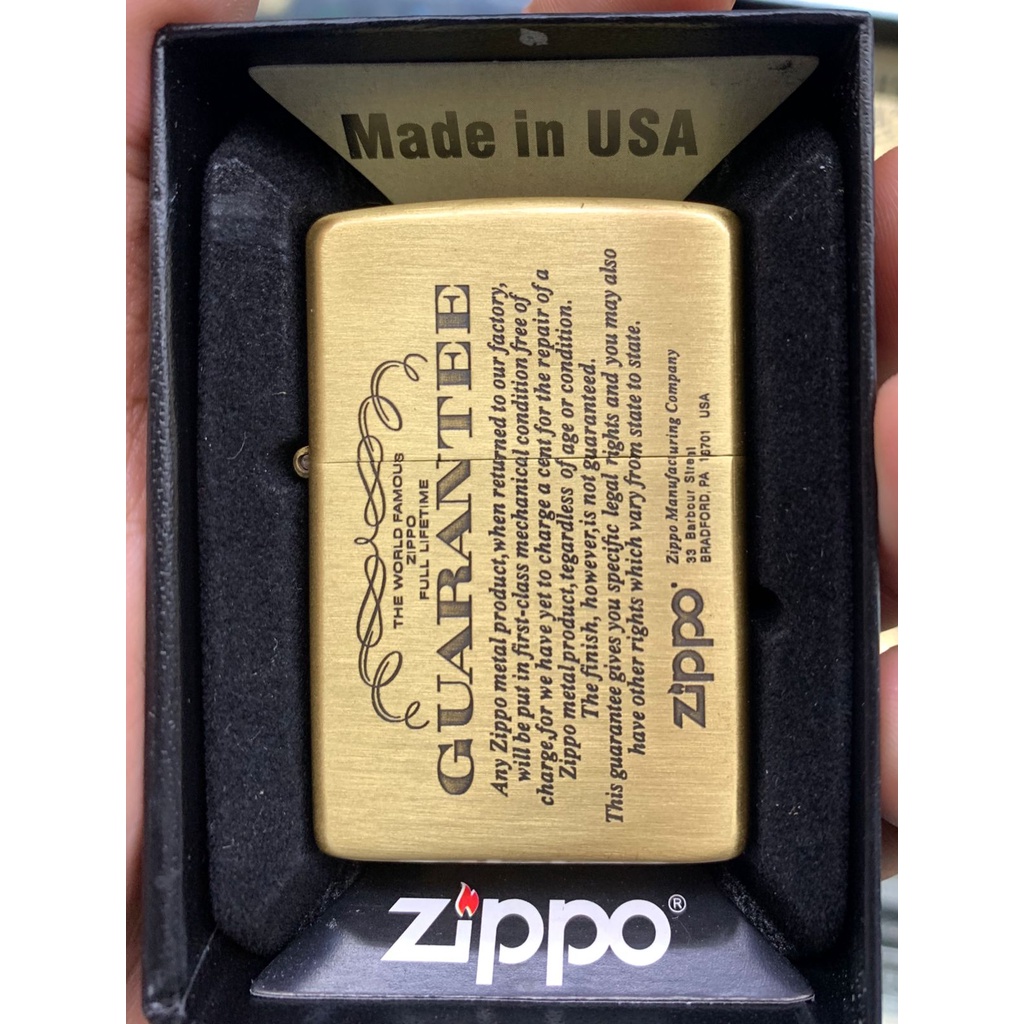 Made in USA
THE WORLD FAMOUS
ZIPPO
FULL LIFETIME
GUARANTEE
Any Zippo metal product,when returned to our factory,
will be put in first-class mechanical condition free of
charge,for we have yet to charge a cent for the repair of a
Zippo metal product,tegardless of age or condition.
The finish, however,is not guaranteed.
This guarantee gives you specific legal rights and you may also
have other rights which vary from state to state.
Zippo
Zippo Manufacturing Company
33 Barbour Street
BRADFORD, PA 16701 USA
Zippo®